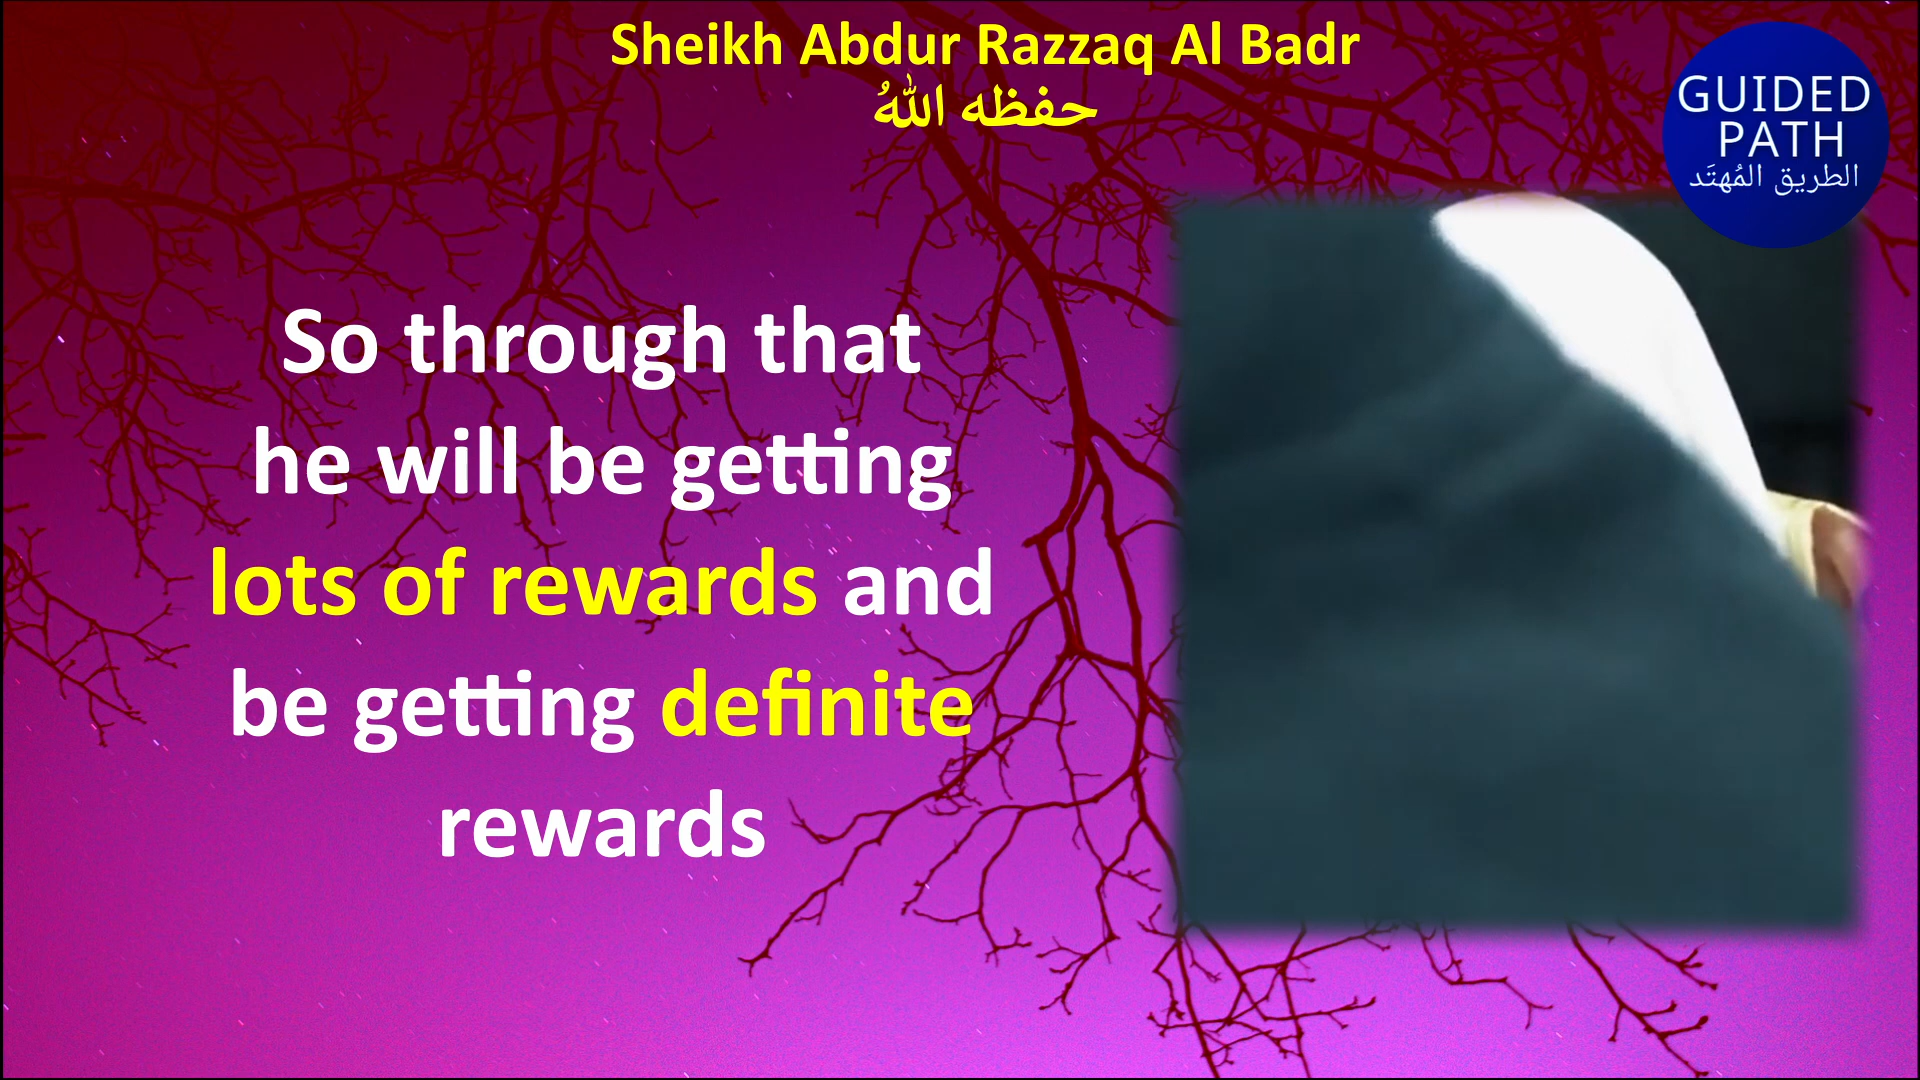 Sheikh Abdur Razzaq Al Badr
حفظه اللهُ
GUIDED
PATH
الطريق المُهتَد
So through that
he will be getting
lots of rewards and
be getting definite
rewards